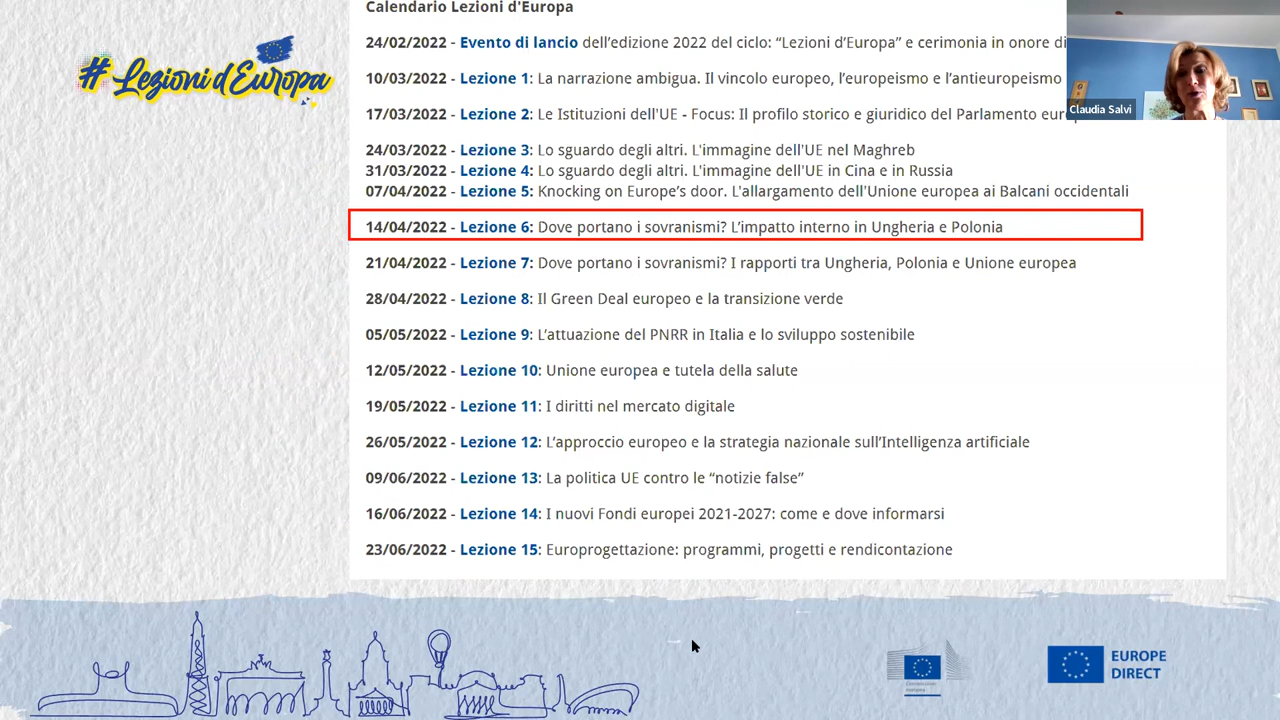 Calendario Lezioni d'Europa
#Lezioni d'Europa
24/02/2022 - Evento di lancio dell'edizione 2022 del ciclo: “Lezioni d’Europa” e cerimonia in onore di
10/03/2022 - Lezione 1: La narrazione ambigua. Il vincolo europeo, l’europeismo e l’antieuropeismo
Claudia Salvi
17/03/2022 - Lezione 2: Le Istituzioni dell'UE - Focus: Il profilo storico e giuridico del Parlamento
24/03/2022 - Lezione 3: Lo sguardo degli altri. L'immagine dell'UE nel Maghreb
31/03/2022 - Lezione 4: Lo sguardo degli altri. L'immagine dell'UE in Cina e in Russia
07/04/2022 - Lezione 5: Knocking on Europe’s door. L'allargamento dell'Unione europea ai Balcani occidentali
14/04/2022 - Lezione 6: Dove portano i sovranismi? L’impatto interno in Ungheria e Polonia
21/04/2022 - Lezione 7: Dove portano i sovranismi? I rapporti tra Ungheria, Polonia e Unione europea
28/04/2022 - Lezione 8: Il Green Deal europeo e la transizione verde
05/05/2022 - Lezione 9: L’attuazione del PNRR in Italia e lo sviluppo sostenibile
12/05/2022 - Lezione 10: Unione europea e tutela della salute
19/05/2022 - Lezione 11: I diritti nel mercato digitale
26/05/2022 - Lezione 12: L’approccio europeo e la strategia nazionale sull’Intelligenza artificiale
09/06/2022 - Lezione 13: La politica UE contro le “notizie false”
16/06/2022 - Lezione 14: I nuovi Fondi europei 2021-2027: come e dove informarsi
23/06/2022 - Lezione 15: Europrogettazione: programmi, progetti e rendicontazione
Commissione
europea
EUROPE
DIRECT